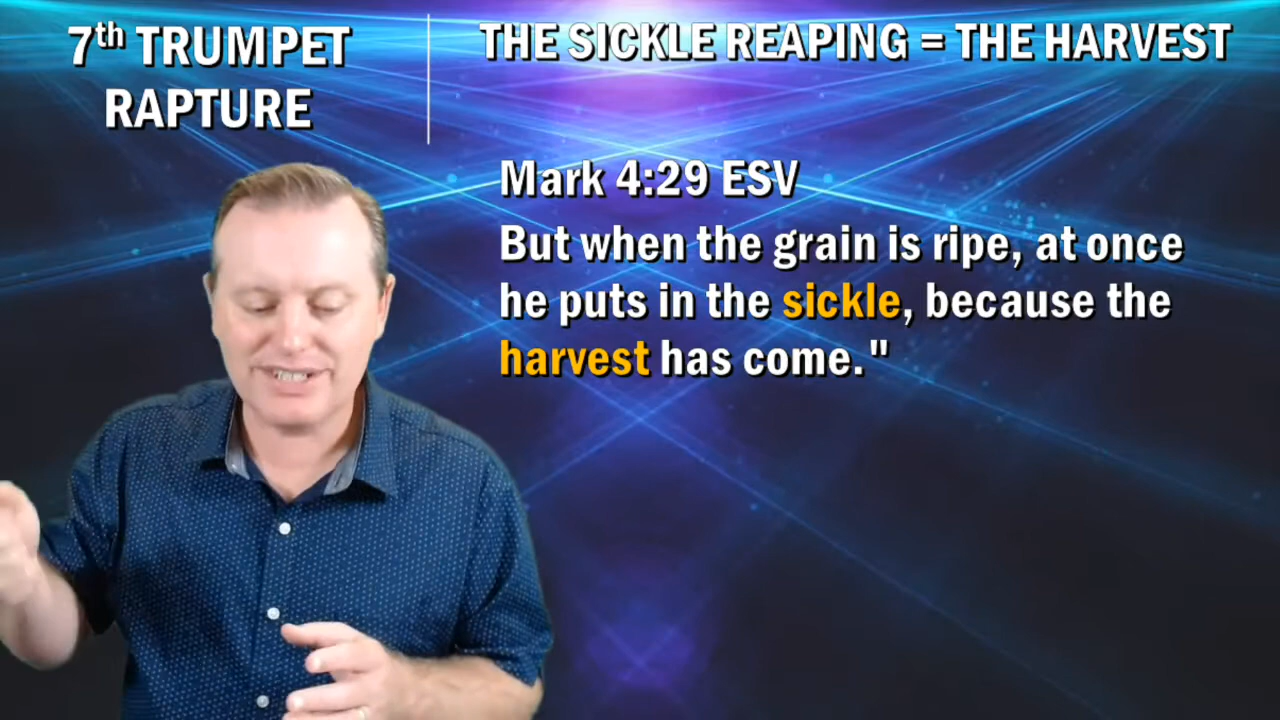 7th TRUMPET
RAPTURE
THE SICKLE REAPING = THE HARVEST
Mark 4:29 ESV
But when the grain is ripe, at once
he puts in the sickle, because the
harvest has come. "